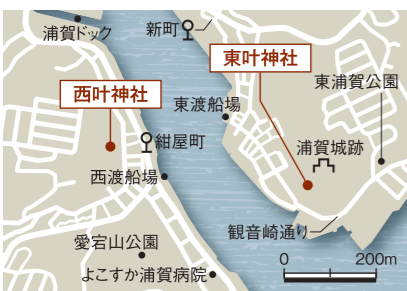 浦賀ドック
新町
東叶神社
西叶神社
東渡船場
東浦賀公園
紺屋町
浦賀城跡
西渡船場
観音崎通り
愛宕山公園
よこすか浦賀病院
0 200m